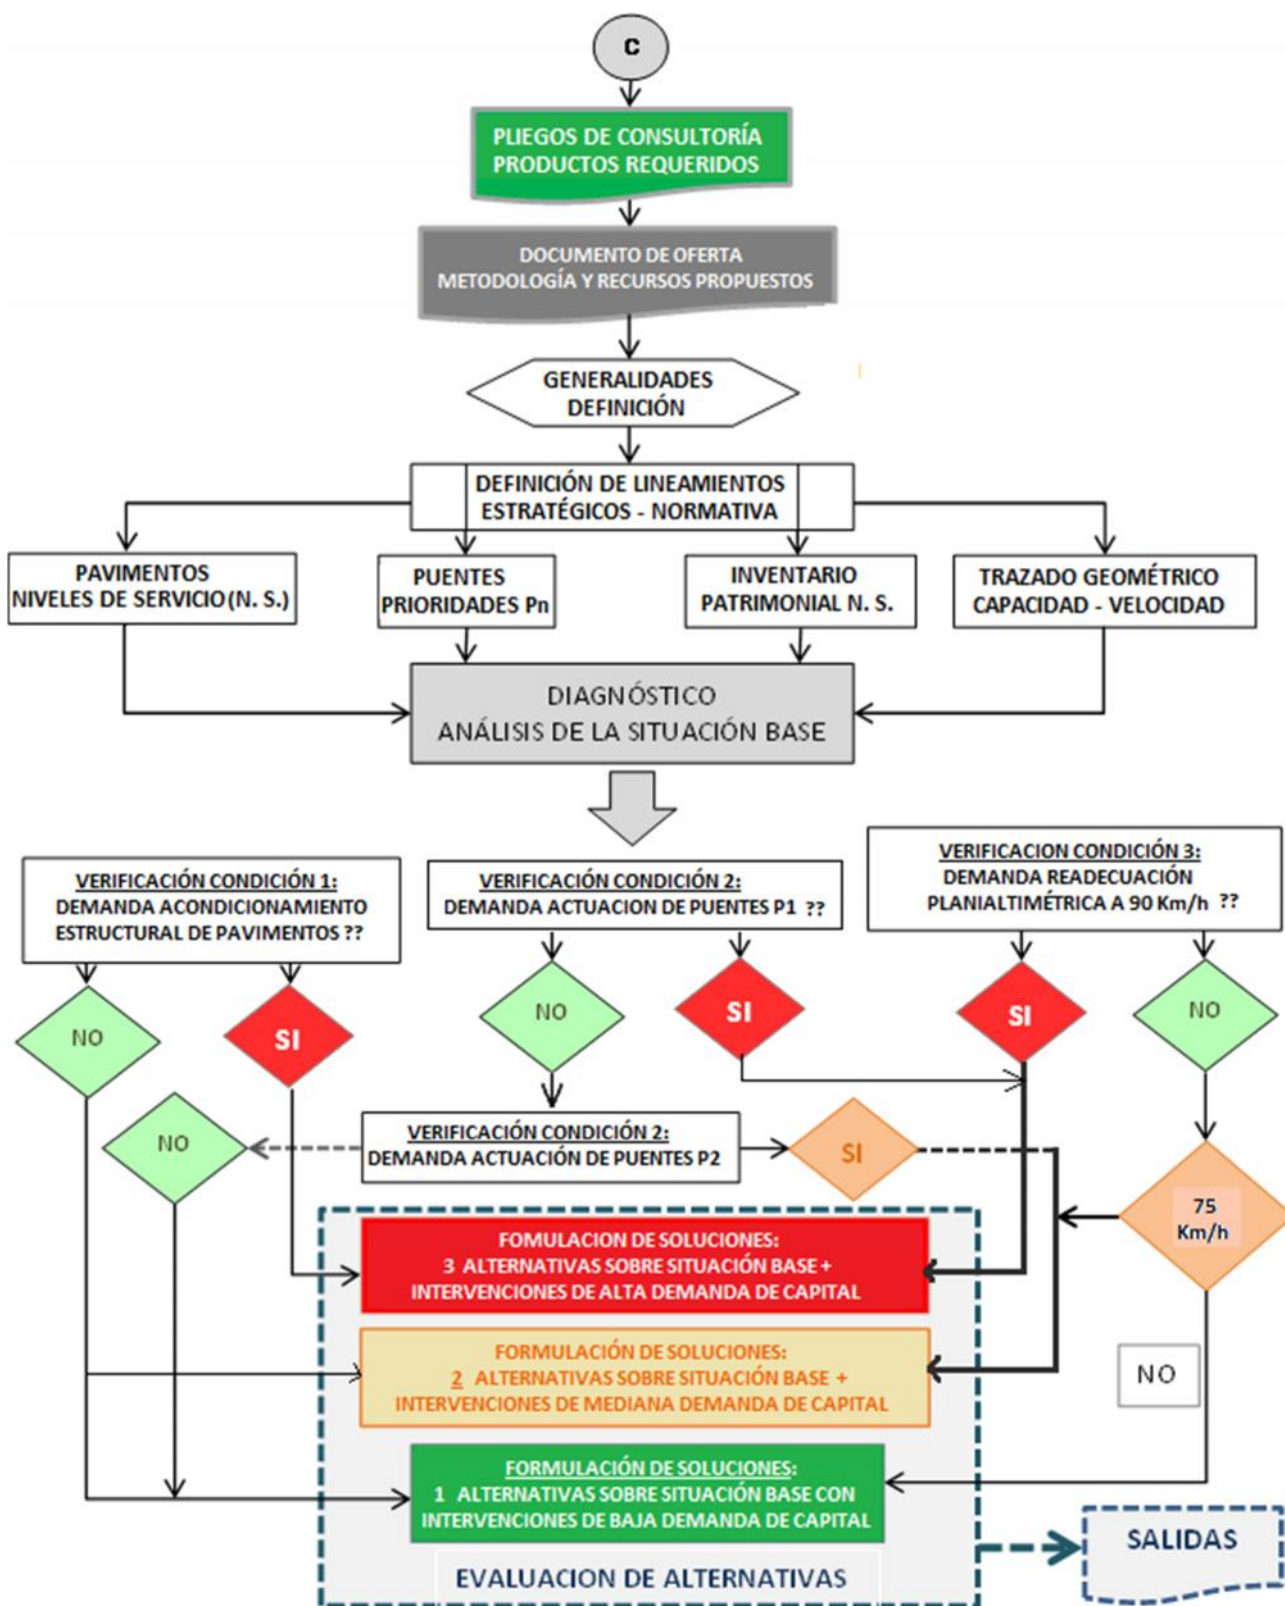 C
PLIEGOS DE CONSULTORÍA
PRODUCTOS REQUERIDOS
DOCUMENTO DE OFERTA
METODOLOGÍA Y RECURSOS PROPUESTOS
GENERALIDADES
DEFINICIÓN
DEFINICIÓN DE LINEAMIENTOS
ESTRATÉGICOS - NORMATIVA
PAVIMENTOS
NIVELES DE SERVICIO(N. S.)
PUENTES
PRIORIDADES Pn
INVENTARIO
PATRIMONIAL N. S.
TRAZADO GEOMÉTRICO
CAPACIDAD - VELOCIDAD
DIAGNÓSTICO
ANÁLISIS DE LA SITUACIÓN BASE
VERIFICACIÓN CONDICIÓN 1:
DEMANDA ACONDICIONAMIENTO
ESTRUCTURAL DE PAVIMENTOS ??
VERIFICACIÓN CONDICIÓN 2:
DEMANDA ACTUACION DE PUENTES P1 ??
VERIFICACION CONDICIÓN 3:
DEMANDA READECUACIÓN
PLANIALTIMÉTRICA A 90 Km/h ??
NO
SI
NO
SI
SI
NO
NO
VERIFICACIÓN CONDICIÓN 2:
DEMANDA ACTUACIÓN DE PUENTES P2
SI
75
Km/h
FOMULACION DE SOLUCIONES:
3 ALTERNATIVAS SOBRE SITUACIÓN BASE +
INTERVENCIONES DE ALTA DEMANDA DE CAPITAL
FORMULACIÓN DE SOLUCIONES:
2 ALTERNATIVAS SOBRE SITUACIÓN BASE +
INTERVENCIONES DE MEDIANA DEMANDA DE CAPITAL
NO
FORMULACIÓN DE SOLUCIONES:
1 ALTERNATIVAS SOBRE SITUACIÓN BASE CON
INTERVENCIONES DE BAJA DEMANDA DE CAPITAL
EVALUACION DE ALTERNATIVAS
SALIDAS